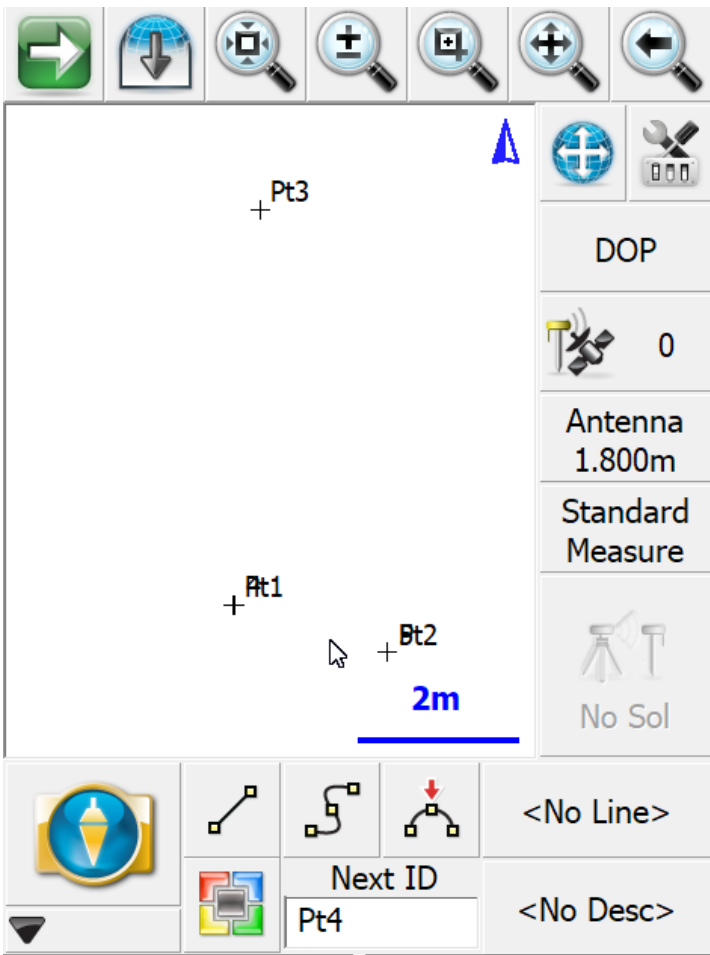 Pt3
DOP
0
Antenna
1.800m
Standard
Measure
Pt2
2m
No Sol
<No Line>
Next ID
Pt4
<No Desc>